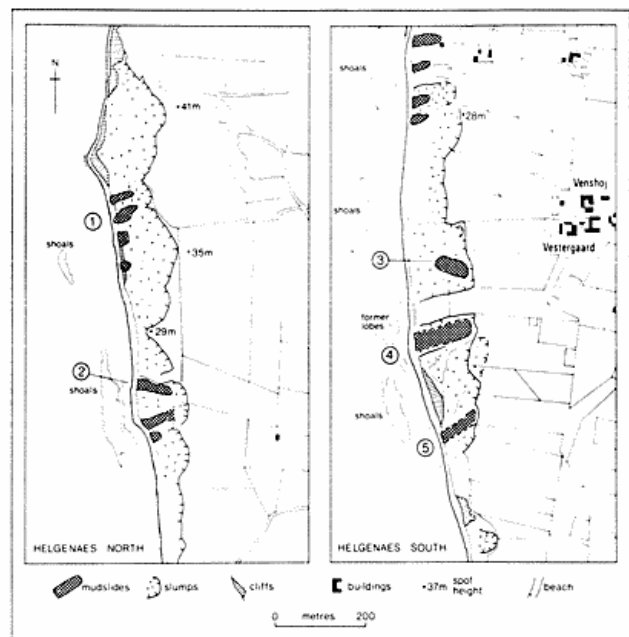 N
+41m
1
shoals
+35m
+29m
2
shoals
HELGENAES NORTH
shoals
+28m
shoals
Venshoj
Vestergaard
3
former
lobes
4
shoals
5
HELGENAES SOUTH
mudslides
slumps
cliffs
buildings
+37m spot
height
beach
0 metres 200